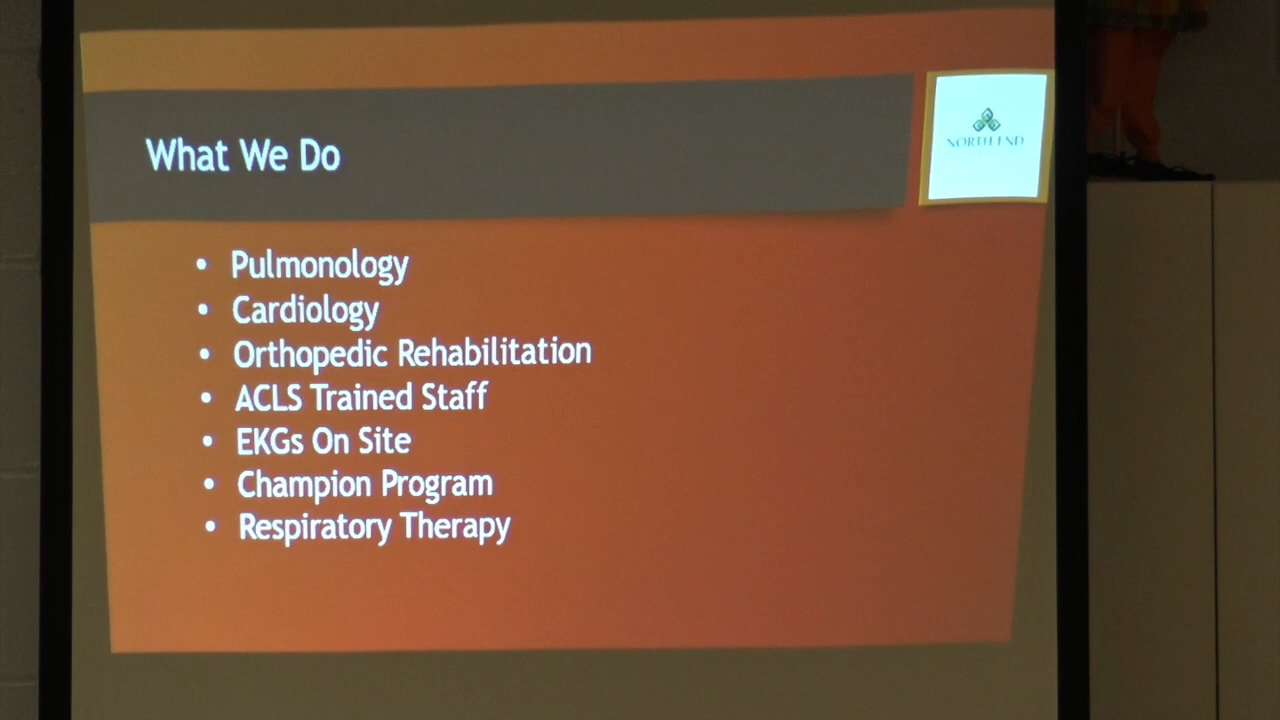 What We Do
NORTH END
• Pulmonology
• Cardiology
• Orthopedic Rehabilitation
• ACLS Trained Staff
• EKGs On Site
• Champion Program
• Respiratory Therapy